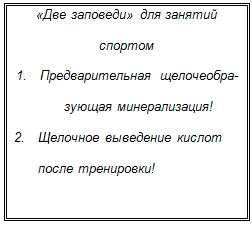 «Две заповеди» для занятий
спортом
1. Предварительная щелочеобра-
зующая минерализация!
2. Щелочное выведение кислот
после тренировки!